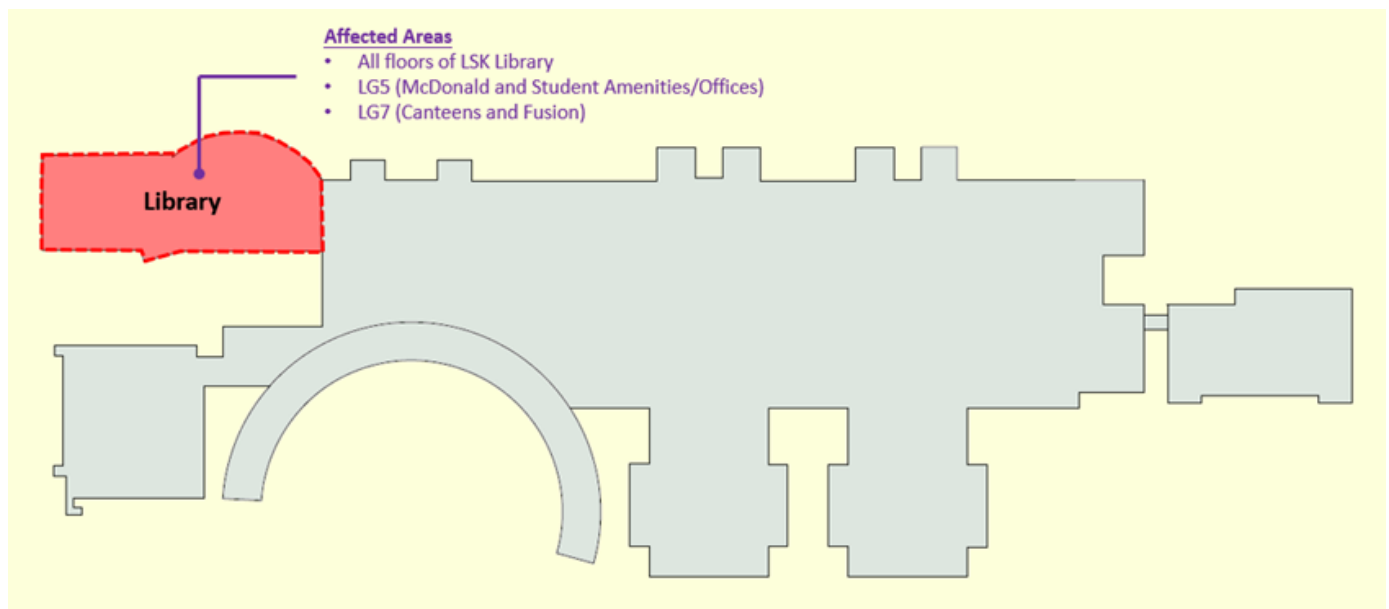 Affected Areas
• All floors of LSK Library
• LG5 (McDonald and Student Amenities/Offices)
• LG7 (Canteens and Fusion)
Library